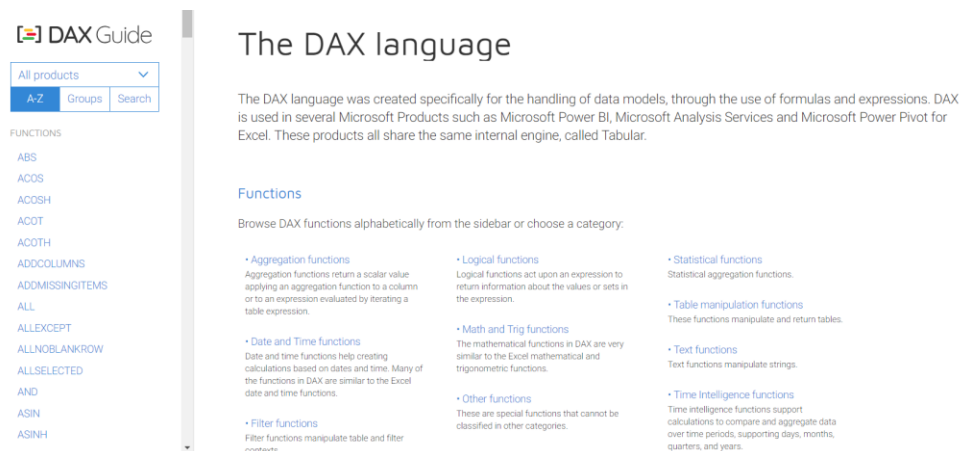 DAX Guide
All products
A-Z Groups Search
FUNCTIONS
ABS
ACOS
ACOSH
ACOT
ACOTH
ADDCOLUMNS
ADDMISSINGITEMS
ALL
ALLEXCEPT
ALLNOBLANKROW
ALLSELECTED
AND
ASIN
ASINH
The DAX language
The DAX language was created specifically for the handling of data models, through the use of formulas and expressions. DAX
is used in several Microsoft Products such as Microsoft Power BI, Microsoft Analysis Services and Microsoft Power Pivot for
Excel. These products all share the same internal engine, called Tabular.
Functions
Browse DAX functions alphabetically from the sidebar or choose a category:
• Aggregation functions
Aggregation functions return a scalar value
applying an aggregation function to a column
or to an expression evaluated by iterating a
table expression.
• Date and Time functions
Date and time functions help creating
calculations based on dates and time. Many of
the functions in DAX are similar to the Excel
date and time functions.
• Filter functions
Filter functions manipulate table and filter
contexts.
• Logical functions
Logical functions act upon an expression to
return information about the values or sets in
the expression.
• Math and Trig functions
The mathematical functions in DAX are very
similar to the Excel mathematical and
trigonometric functions.
• Other functions
These are special functions that cannot be
classified in other categories.
• Statistical functions
Statistical aggregation functions.
• Table manipulation functions
These functions manipulate and return tables.
• Text functions
Text functions manipulate strings.
• Time Intelligence functions
Time intelligence functions support
calculations to compare and aggregate data
over time periods, supporting days, months,
quarters, and years.